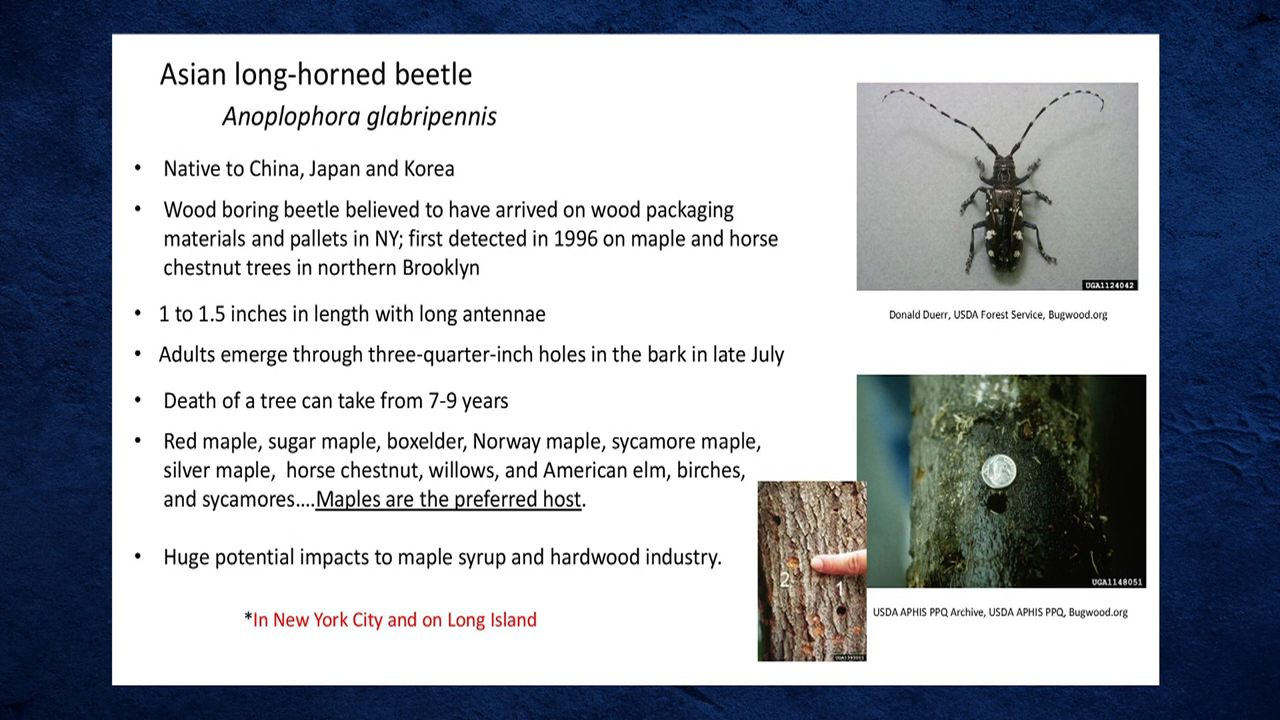 Asian long-horned beetle
Anoplophora glabripennis
• Native to China, Japan and Korea
• Wood boring beetle believed to have arrived on wood packaging
materials and pallets in NY; first detected in 1996 on maple and horse
chestnut trees in northern Brooklyn
• 1 to 1.5 inches in length with long antennae
• Adults emerge through three-quarter-inch holes in the bark in late July
• Death of a tree can take from 7-9 years
• Red maple, sugar maple, boxelder, Norway maple, sycamore maple,
silver maple,  horse chestnut, willows, and American elm, birches,
and sycamores....Maples are the preferred host.
• Huge potential impacts to maple syrup and hardwood industry.
*In New York City and on Long Island
UGA1124042
Donald Duerr, USDA Forest Service, Bugwood.org
UGA1148051
USDA APHIS PPQ Archive, USDA APHIS PPQ, Bugwood.org
2
1